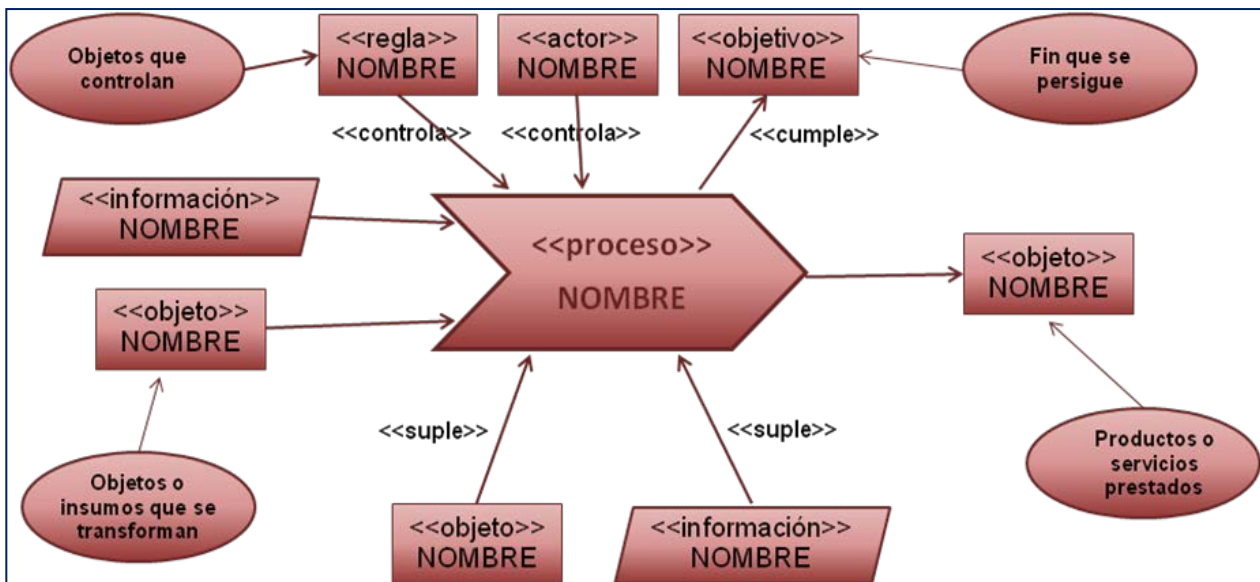 Objetos que
controlan
<<regla>>
NOMBRE
<<actor>>
NOMBRE
<<objetivo>>
NOMBRE
Fin que se
persigue
<<controla>>
<<controla>>
<<cumple>>
<<información>>
NOMBRE
<<proceso>>
NOMBRE
<<objeto>>
NOMBRE
<<objeto>>
NOMBRE
<<suple>>
<<suple>>
Objetos o
insumos que se
transforman
<<objeto>>
NOMBRE
<<información>>
NOMBRE
Productos o
servicios
prestados